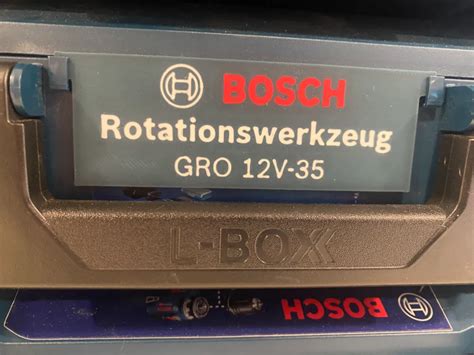 BOSCH
Rotationswerkzeug
GRO 12V-35
L-BOXX
BOSCH